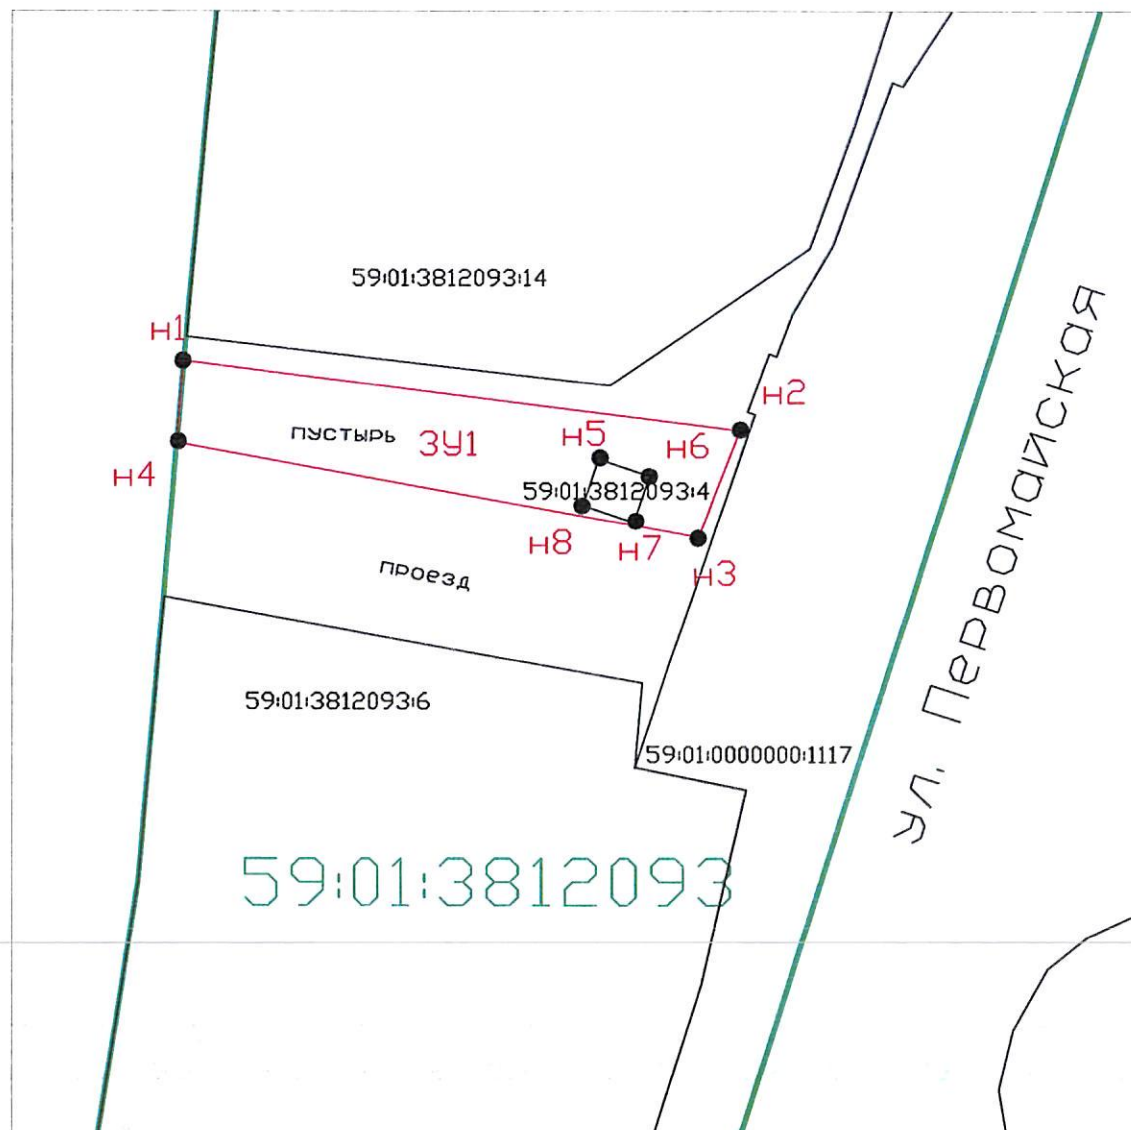 59:01:3812093:14
н1
н2
пустырь
ЗУ1
н5
н6
н4
59:01:3812093:4
н8
н7
н3
проезд
59:01:3812093:6
59:01:0000000:1117
59:01:3812093
ул. Первомайская